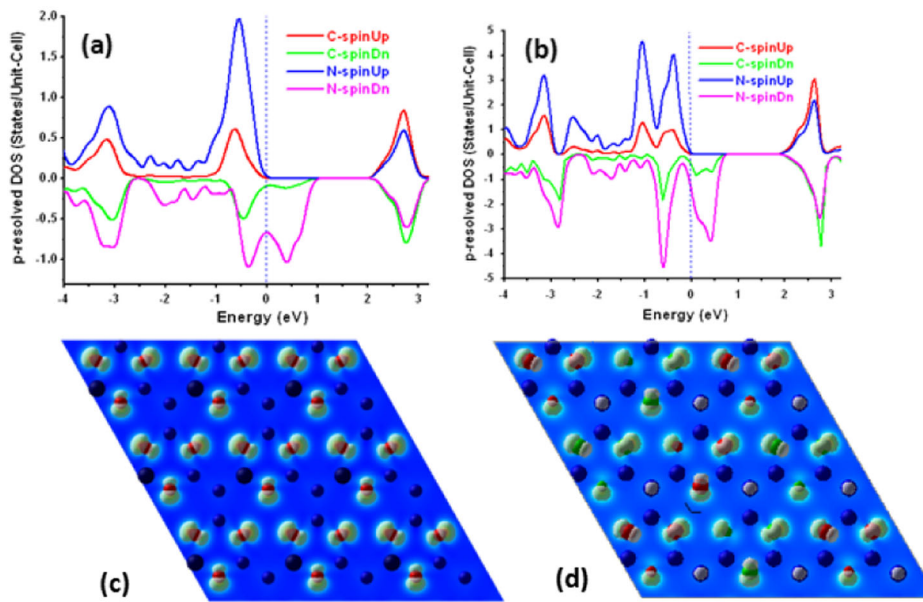 (a)
C-spinUp
C-spinDn
N-spinUp
N-spinDn
p-resolved DOS (States/Unit-Cell)
2.0
1.5
1.0
0.5
0.0
-0.5
-1.0
-4 -3 -2 -1 0 1 2 3
Energy (eV)
(b)
C-spinUp
C-spinDn
N-spinUp
N-spinDn
p-resolved DOS (States/Unit-Cell)
5
4
3
2
1
0
-1
-2
-3
-4
-5
-4 -3 -2 -1 0 1 2 3
Energy (eV)
(c)
(d)